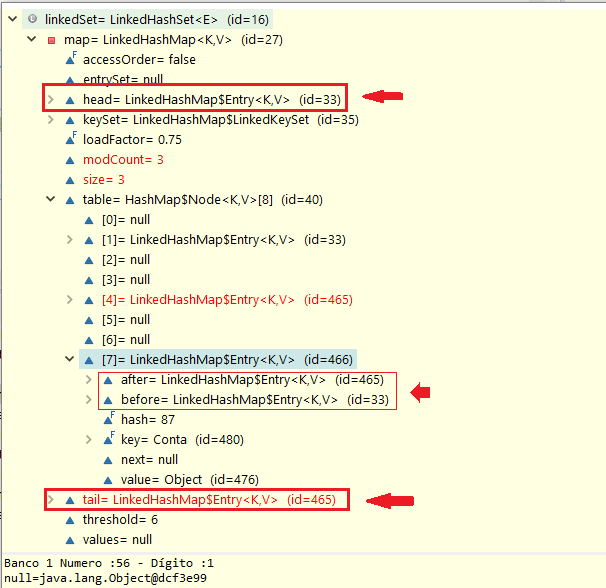 linkedSet= LinkedHashSet<E> (id=16)
map= LinkedHashMap<K,V> (id=27)
accessOrder= false
entrySet= null
head= LinkedHashMap$Entry<K,V> (id=33)
keySet= LinkedHashMap$LinkedKeySet (id=35)
loadFactor= 0.75
modCount= 3
size= 3
table= HashMap$Node<K,V>[8] (id=40)
[0]= null
[1]= LinkedHashMap$Entry<K,V> (id=33)
[2]= null
[3]= null
[4]= LinkedHashMap$Entry<K,V> (id=465)
[5]= null
[6]= null
[7]= LinkedHashMap$Entry<K,V> (id=466)
after= LinkedHashMap$Entry<K,V> (id=465)
before= LinkedHashMap$Entry<K,V> (id=33)
hash= 87
key= Conta (id=480)
next= null
value= Object (id=476)
tail= LinkedHashMap$Entry<K,V> (id=465)
threshold= 6
values= null
Banco 1 Numero :56 - Dígito :1
null=java.lang.Object@dcf3e99